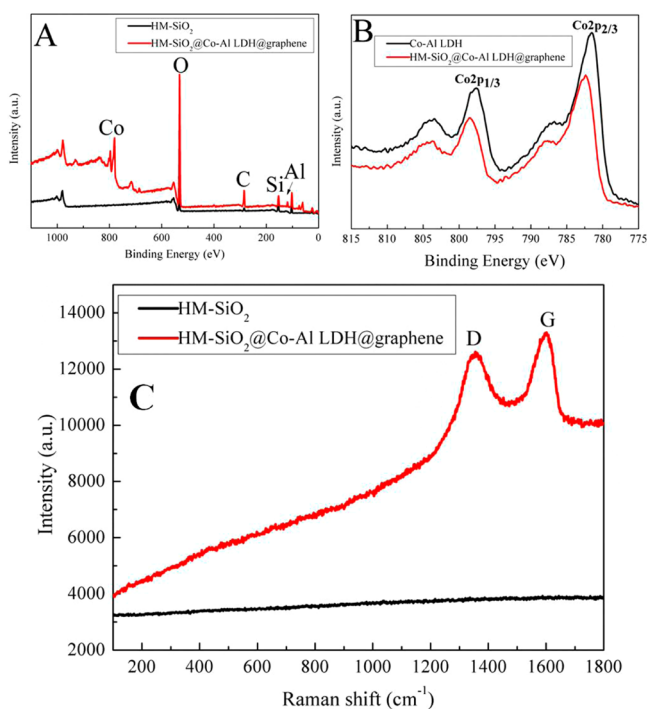 A
HM-SiO₂
HM-SiO₂@Co-Al LDH@graphene
O
Co
C
Si
Al
Intensity (a.u.)
1000 800 600 400 200 0
Binding Energy (eV)
B
Co2p₂/₃
Co-Al LDH
HM-SiO₂@Co-Al LDH@graphene
Co2p₁/₃
Intensity (a.u.)
815 810 805 800 795 790 785 780 775
Binding Energy (eV)
HM-SiO₂
HM-SiO₂@Co-Al LDH@graphene
C
D
G
14000
12000
10000
8000
6000
4000
2000
Intensity (a.u.)
200 400 600 800 1000 1200 1400 1600 1800
Raman shift (cm⁻¹)